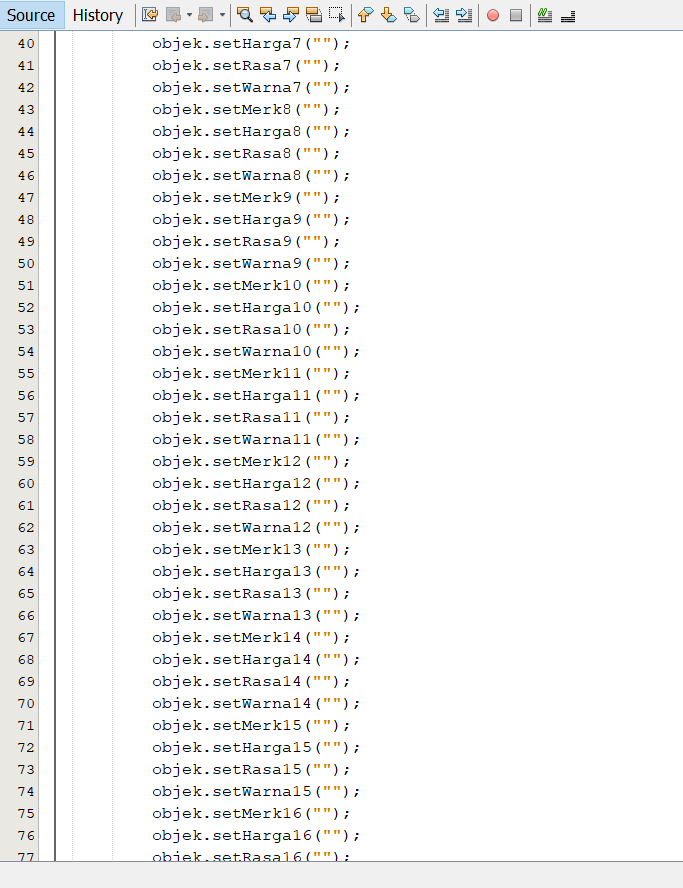 Source History
40 objek.setHarga7("");
41 objek.setRasa7("");
42 objek.setWarna7("");
43 objek.setMerk8("");
44 objek.setHarga8("");
45 objek.setRasa8("");
46 objek.setWarna8("");
47 objek.setMerk9("");
48 objek.setHarga9("");
49 objek.setRasa9("");
50 objek.setWarna9("");
51 objek.setMerk10("");
52 objek.setHarga10("");
53 objek.setRasa10("");
54 objek.setWarna10("");
55 objek.setMerk11("");
56 objek.setHarga11("");
57 objek.setRasa11("");
58 objek.setWarna11("");
59 objek.setMerk12("");
60 objek.setHarga12("");
61 objek.setRasa12("");
62 objek.setWarna12("");
63 objek.setMerk13("");
64 objek.setHarga13("");
65 objek.setRasa13("");
66 objek.setWarna13("");
67 objek.setMerk14("");
68 objek.setHarga14("");
69 objek.setRasa14("");
70 objek.setWarna14("");
71 objek.setMerk15("");
72 objek.setHarga15("");
73 objek.setRasa15("");
74 objek.setWarna15("");
75 objek.setMerk16("");
76 objek.setHarga16("");
77 objek.setRasa16("");